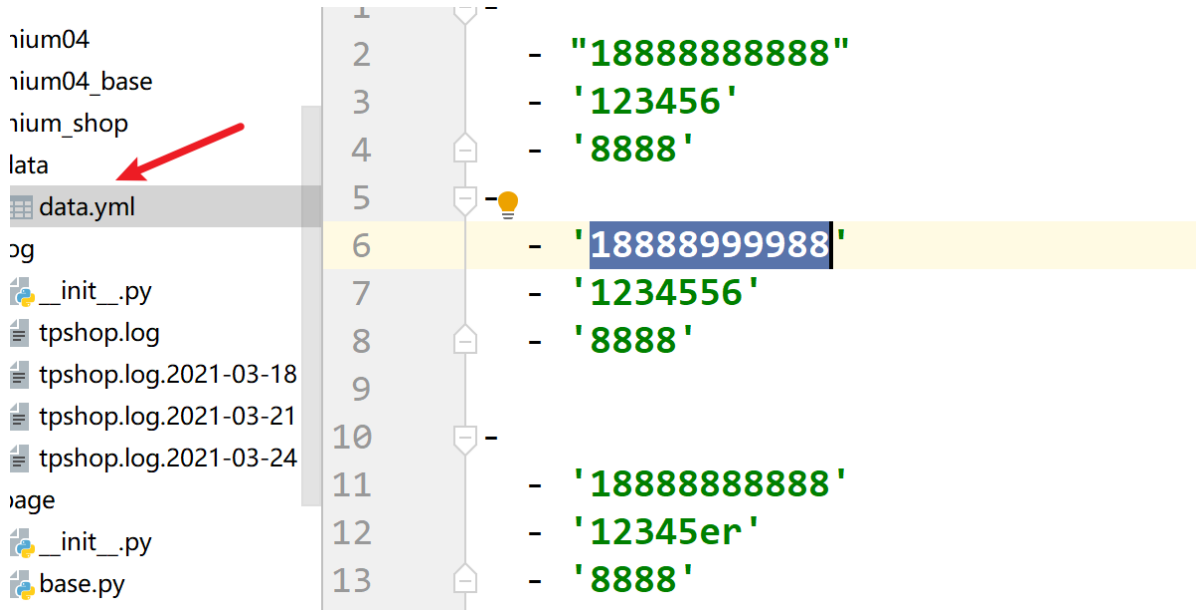 nium04
nium04_base
nium_shop
data
data.yml
og
__init__.py
tpshop.log
tpshop.log.2021-03-18
tpshop.log.2021-03-21
tpshop.log.2021-03-24
page
__init__.py
base.py
1 -
2 - "18888888888"
3 - '123456'
4 - '8888'
5 -
6 - '18888999988'
7 - '1234556'
8 - '8888'
9
10 -
11 - '18888888888'
12 - '12345er'
13 - '8888'